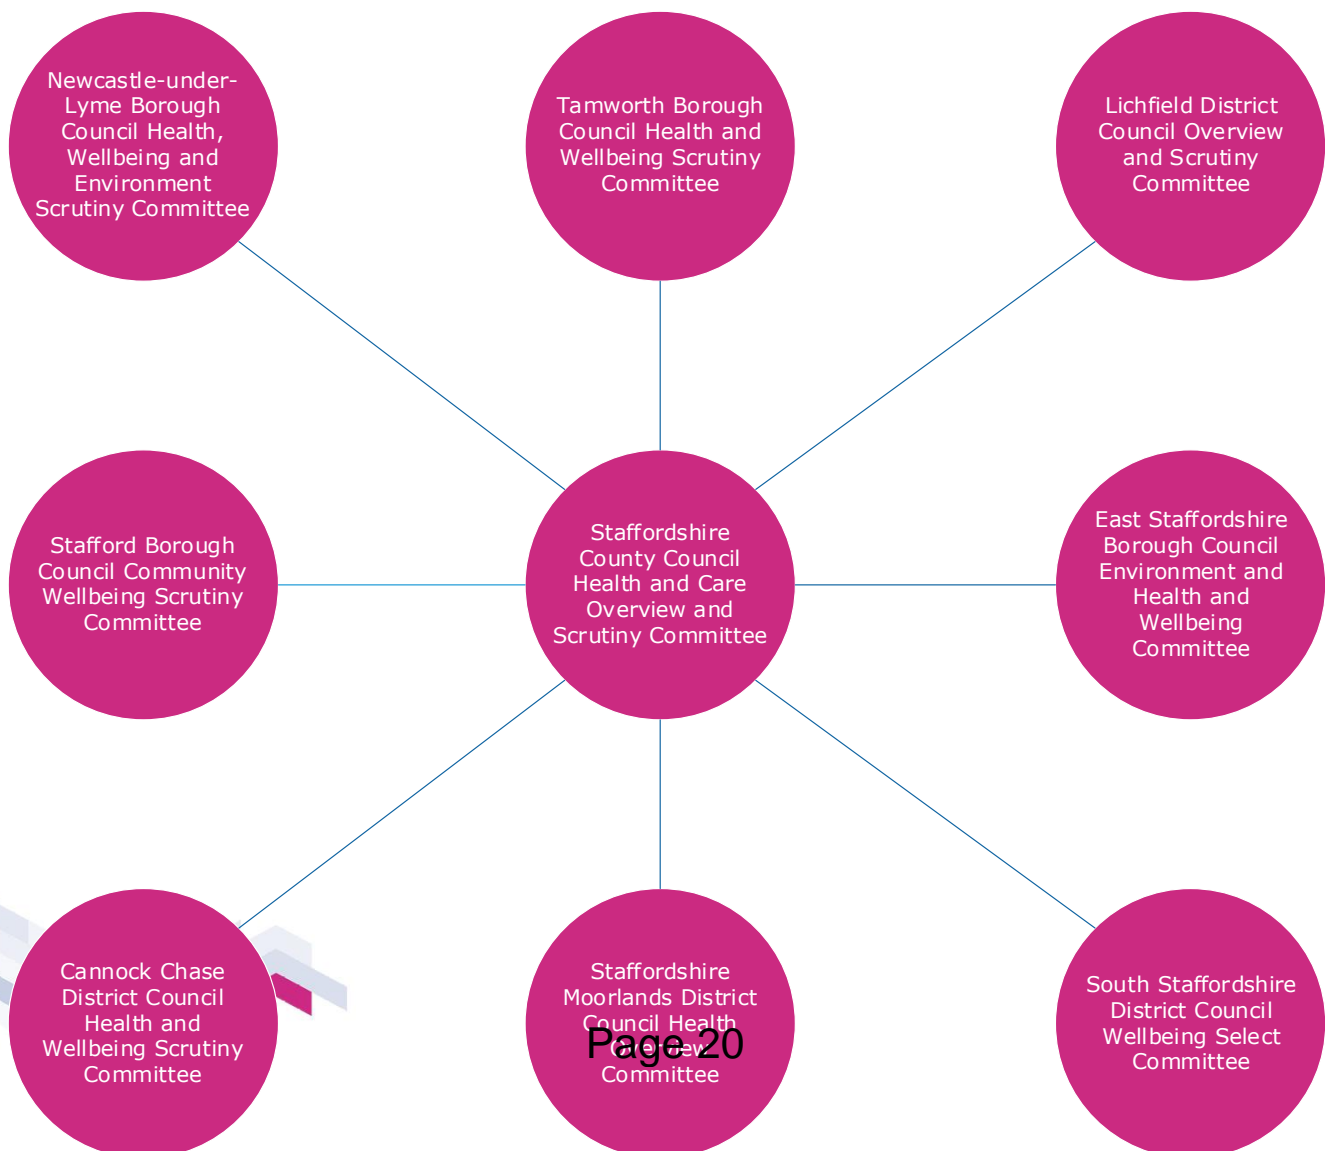 Newcastle-under-
Lyme Borough
Council Health,
Wellbeing and
Environment
Scrutiny Committee
Tamworth Borough
Council Health and
Wellbeing Scrutiny
Committee
Lichfield District
Council Overview
and Scrutiny
Committee
Stafford Borough
Council Community
Wellbeing Scrutiny
Committee
Staffordshire
County Council
Health and Care
Overview and
Scrutiny Committee
East Staffordshire
Borough Council
Environment and
Health and
Wellbeing
Committee
Cannock Chase
District Council
Health and
Wellbeing Scrutiny
Committee
Staffordshire
Moorlands District
Council Health
Overview
Committee
Page 20
South Staffordshire
District Council
Wellbeing Select
Committee